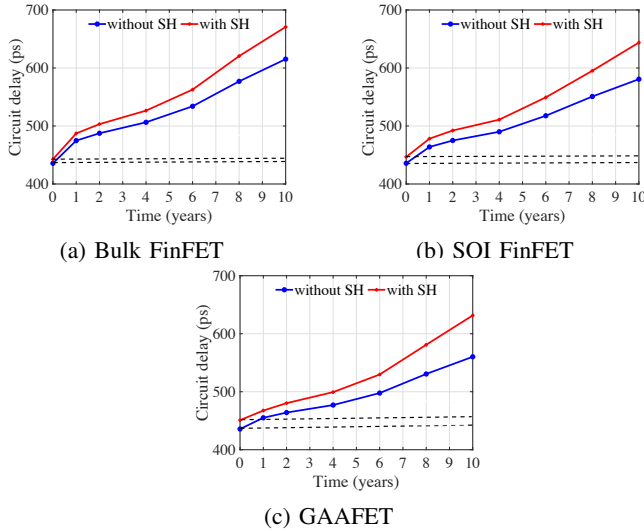 700
600
500
400
Circuit delay (ps)
without SH with SH
0 1 2 3 4 5 6 7 8 9 10
Time (years)
(a) Bulk FinFET
700
600
500
400
Circuit delay (ps)
without SH with SH
0 1 2 3 4 5 6 7 8 9 10
Time (years)
(b) SOI FinFET
700
600
500
400
Circuit delay (ps)
without SH with SH
0 1 2 3 4 5 6 7 8 9 10
Time (years)
(c) GAAFET